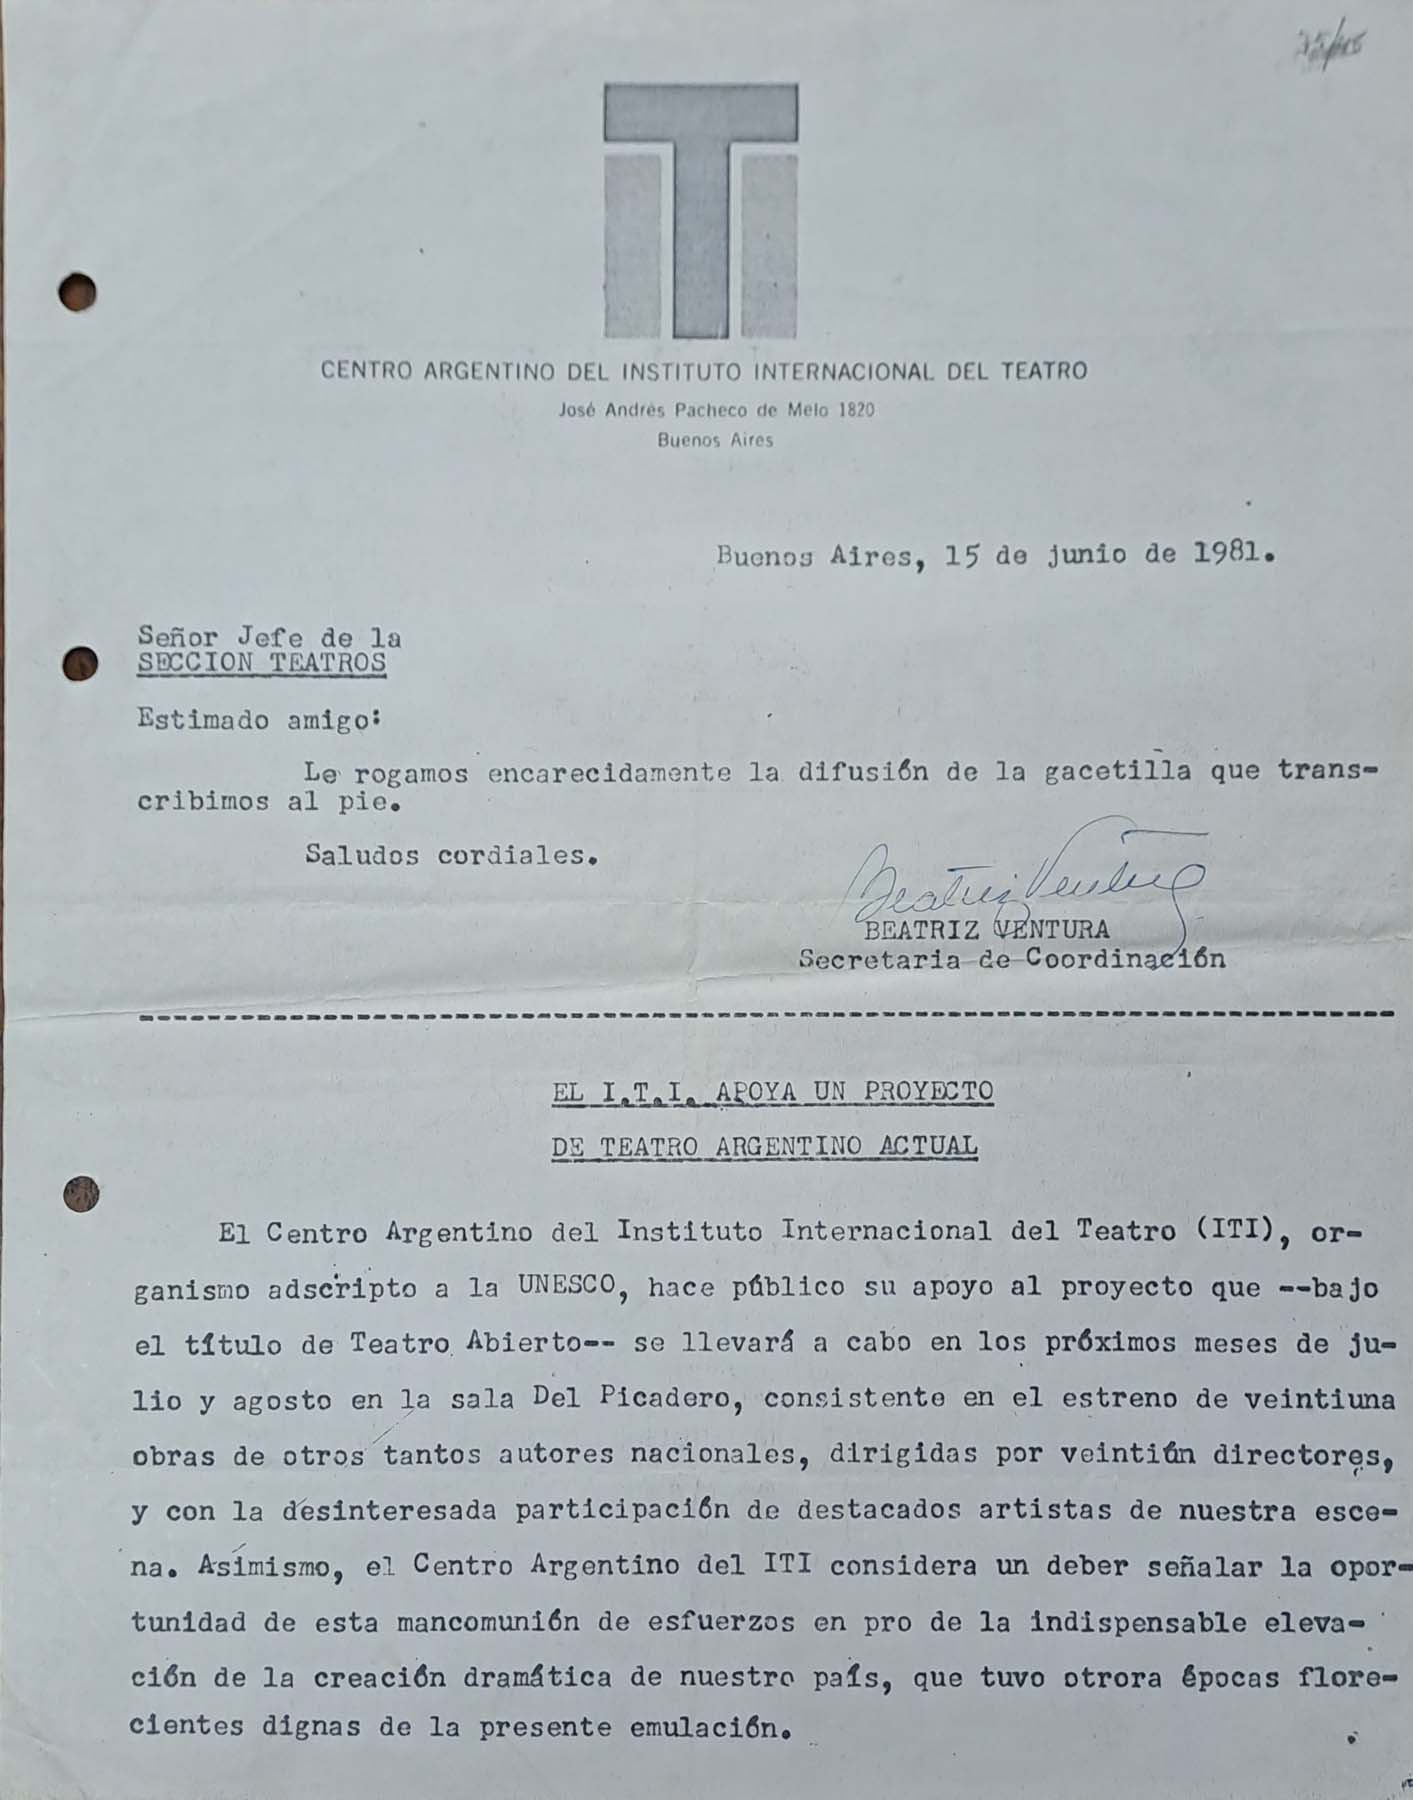 ITI
CENTRO ARGENTINO DEL INSTITUTO INTERNACIONAL DEL TEATRO
José Andrés Pacheco de Melo 1820
Buenos Aires
Buenos Aires, 15 de junio de 1981.
Señor Jefe de la
SECCION TEATROS
Estimado amigo:
Le rogamos encarecidamente la difusión de la gacetilla que trans-
cribimos al pie.
Saludos cordiales.
Beatriz Ventura
BEATRIZ VENTURA
Secretaria de Coordinación
EL I.T.I. APOYA UN PROYECTO
DE TEATRO ARGENTINO ACTUAL
El Centro Argentino del Instituto Internacional del Teatro (ITI), or-
ganismo adscripto a la UNESCO, hace público su apoyo al proyecto que --bajo
el título de Teatro Abierto-- se llevará a cabo en los próximos meses de ju-
lio y agosto en la sala Del Picadero, consistente en el estreno de veintiuna
obras de otros tantos autores nacionales, dirigidas por veintiún directores,
y con la desinteresada participación de destacados artistas de nuestra esce-
na. Asímismo, el Centro Argentino del ITI considera un deber señalar la opor-
tunidad de esta mancomunión de esfuerzos en pro de la indispensable eleva-
ción de la creación dramática de nuestro país, que tuvo otrora épocas flore-
cientes dignas de la presente emulación.